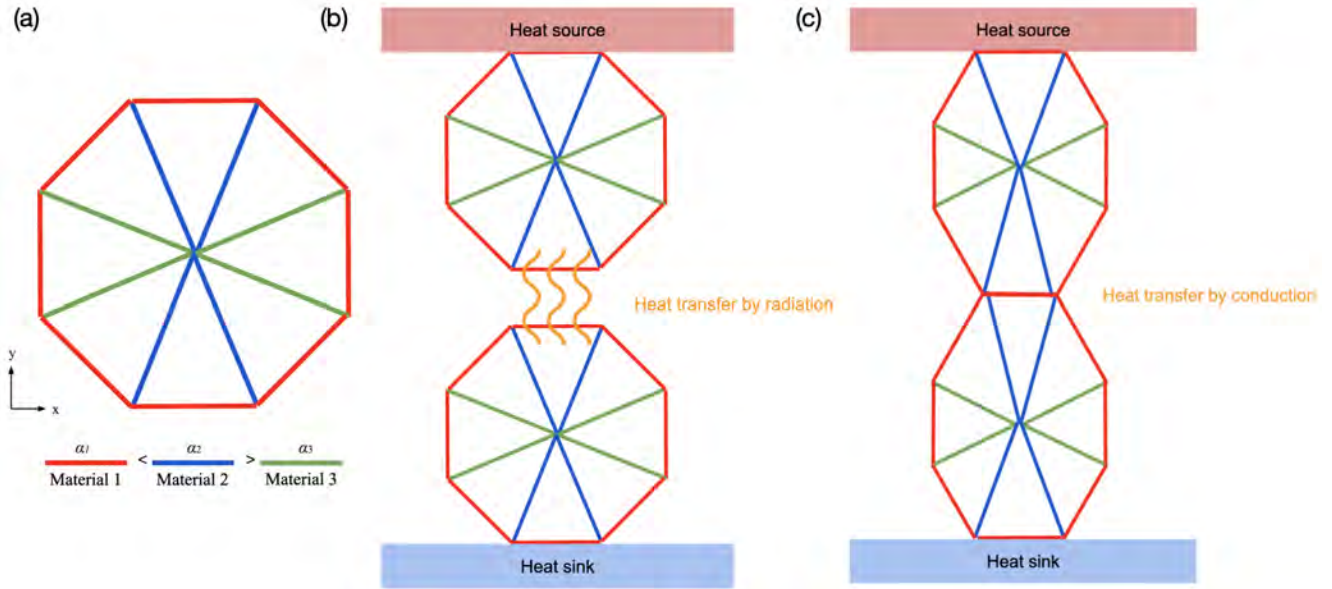 (a)
y
x
α1 < α2 > α3
Material 1 Material 2 Material 3
(b)
Heat source
Heat transfer by radiation
Heat sink
(c)
Heat source
Heat transfer by conduction
Heat sink